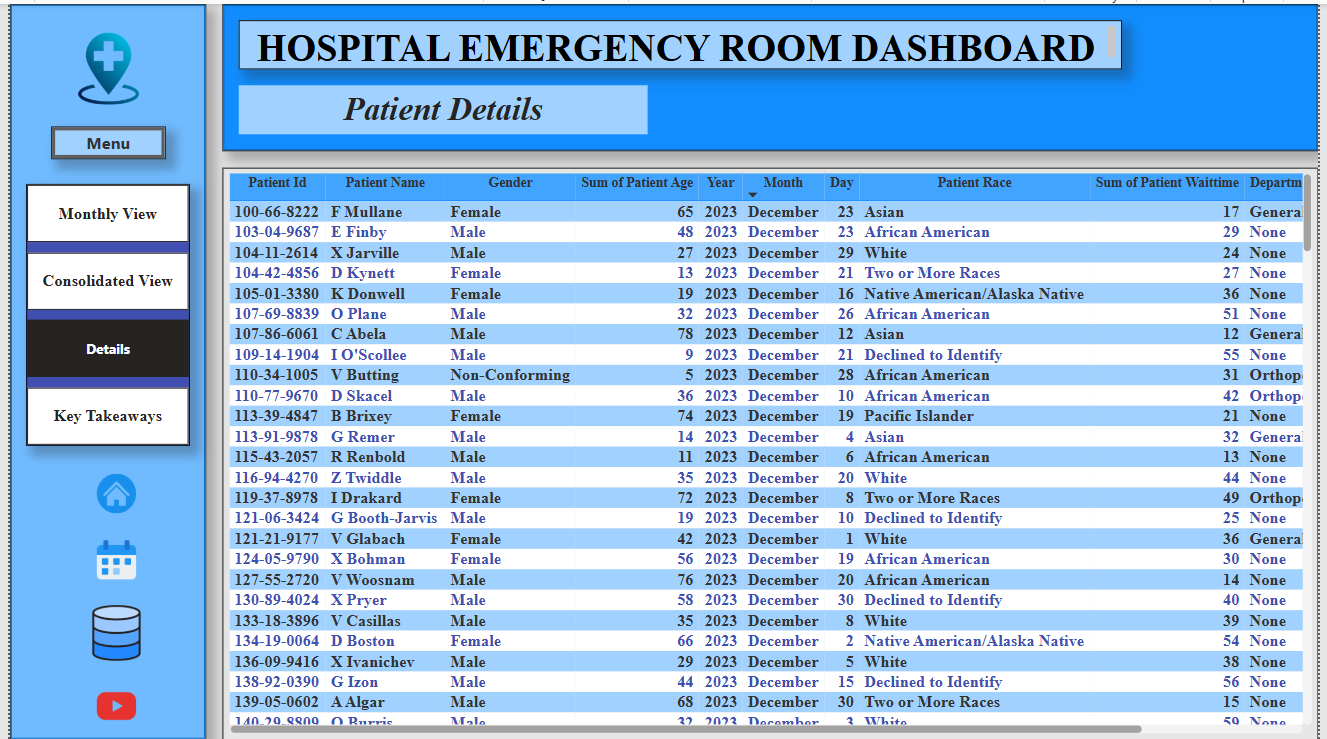 HOSPITAL EMERGENCY ROOM DASHBOARD
Patient Details
Menu
Monthly View
Consolidated View
Details
Key Takeaways
Patient Id Patient Name Gender Sum of Patient Age Year Month Day Patient Race Sum of Patient Waittime Departm
100-66-8222 F Mullane Female 65 2023 December 23 Asian 17 Genera
103-04-9687 E Finby Male 48 2023 December 23 African American 29 None
104-11-2614 X Jarville Male 27 2023 December 29 White 24 None
104-42-4856 D Kynett Female 13 2023 December 21 Two or More Races 27 None
105-01-3380 K Donwell Female 19 2023 December 16 Native American/Alaska Native 36 None
107-69-8839 O Plane Male 32 2023 December 26 African American 51 None
107-86-6061 C Abela Male 78 2023 December 12 Asian 12 Genera
109-14-1904 I O'Scollee Male 9 2023 December 21 Declined to Identify 55 None
110-34-1005 V Butting Non-Conforming 5 2023 December 28 African American 31 Orthop
110-77-9670 D Skacel Male 36 2023 December 10 African American 42 Orthop
113-39-4847 B Brixey Female 74 2023 December 19 Pacific Islander 21 None
113-91-9878 G Remer Male 14 2023 December 4 Asian 32 Genera
115-43-2057 R Renbold Male 11 2023 December 6 African American 13 None
116-94-4270 Z Twiddle Male 35 2023 December 20 White 44 None
119-37-8978 I Drakard Female 72 2023 December 8 Two or More Races 49 Orthop
121-06-3424 G Booth-Jarvis Male 19 2023 December 10 Declined to Identify 25 None
121-21-9177 V Glabach Female 42 2023 December 1 White 36 Genera
124-05-9790 X Bohman Female 56 2023 December 19 African American 30 None
127-55-2720 V Woosnam Male 76 2023 December 20 African American 14 None
130-89-4024 X Pryer Male 58 2023 December 30 Declined to Identify 40 None
133-18-3896 V Casillas Male 35 2023 December 8 White 39 None
134-19-0064 D Boston Female 66 2023 December 2 Native American/Alaska Native 54 None
136-09-9416 X Ivanichev Male 29 2023 December 5 White 38 None
138-92-0390 G Izon Male 44 2023 December 15 Declined to Identify 56 None
139-05-0602 A Algar Male 68 2023 December 30 Two or More Races 15 None
140-29-8809 O Burris Male 32 2023 December 3 White 59 None